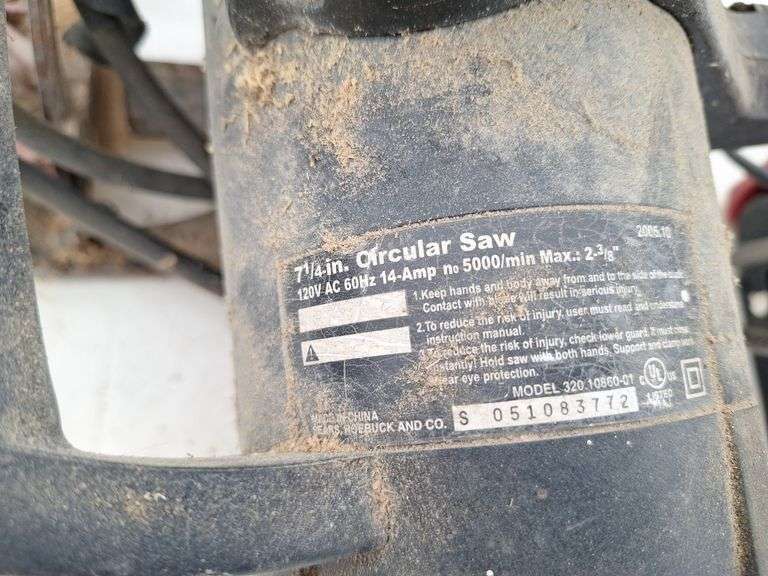 7 1/4-in. Circular Saw 2005.10
120V AC 60Hz 14-Amp no 5000/min Max.: 2-3/8"
1.Keep hands and body away from and to the side of the
Contact with blade will result in serious injury.
2.To reduce the risk of injury, user must read and understand
instruction manual.
3.To reduce the risk of injury, check lower guard. It must close
instantly! Hold saw with both hands. Support and clamp work
wear eye protection.
MODEL 320.10860-01
MADE IN CHINA
SEARS, ROEBUCK AND CO.
S 051083772
C UL US
LISTED